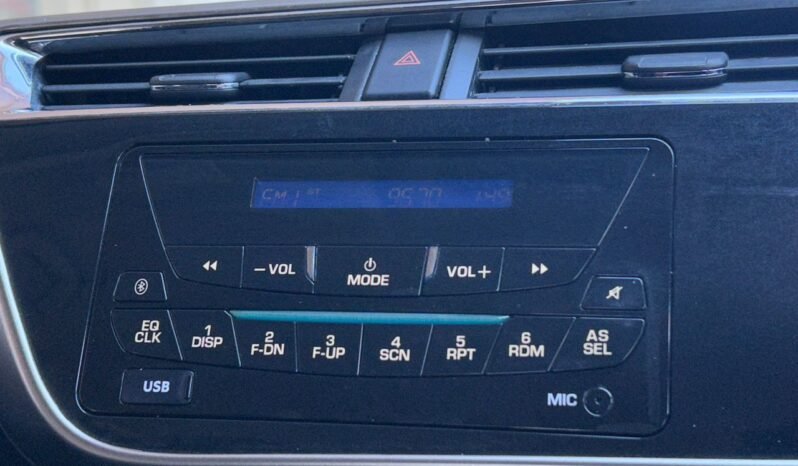 - VOL
MODE
VOL +
EQ
CLK
1
DISP
2
F-DN
3
F-UP
4
SCN
5
RPT
6
RDM
AS
SEL
USB
MIC